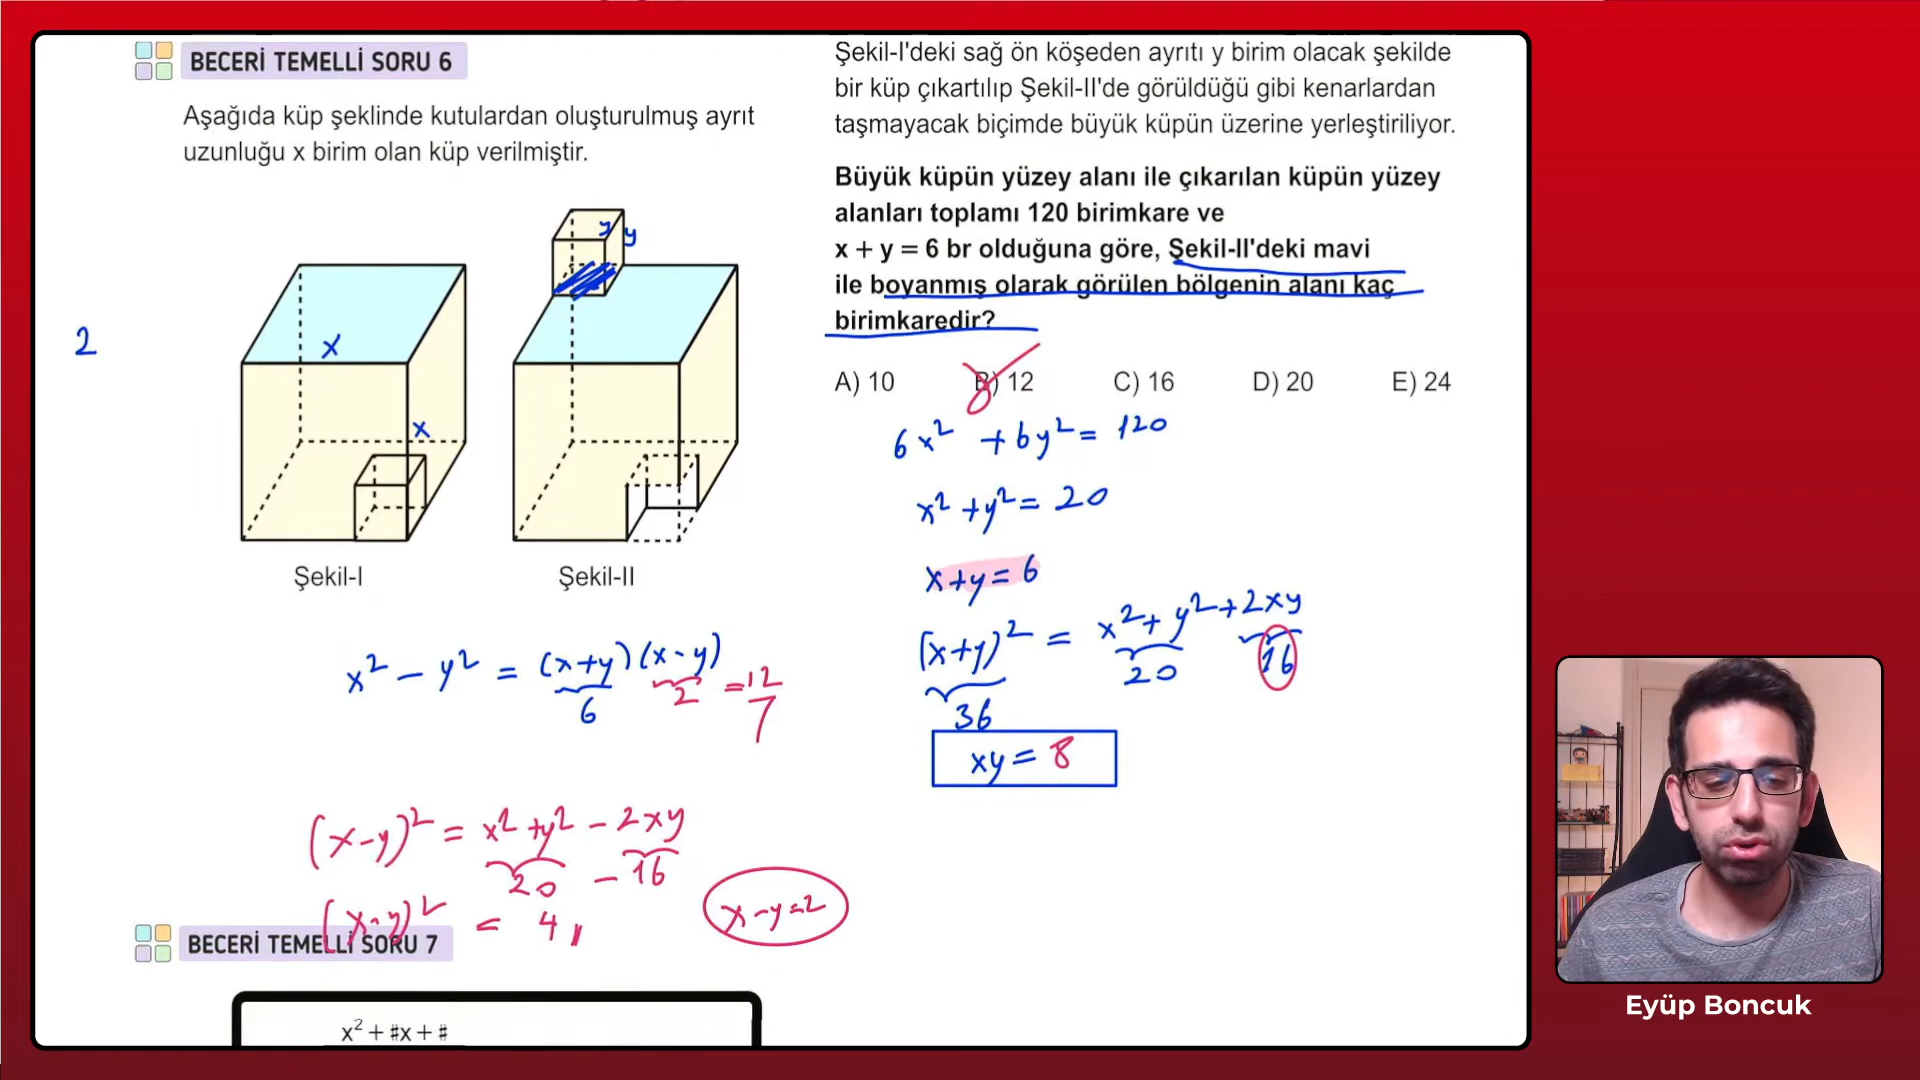 BECERİ TEMELLİ SORU 6
Aşağıda küp şeklinde kutulardan oluşturulmuş ayrıt
uzunluğu x birim olan küp verilmiştir.
y
y
2
x
x
Şekil-I
Şekil-II
x² - y² = (x+y)(x-y)
6
2
= 12
(x-y)² = x² + y² - 2xy
20 - 16
(x-y)² = 4
x-y=2
BECERİ TEMELLİ SORU 7
x² + #x + #
Şekil-I'deki sağ ön köşeden ayrıtı y birim olacak şekilde
bir küp çıkartılıp Şekil-II'de görüldüğü gibi kenarlardan
taşmayacak biçimde büyük küpün üzerine yerleştiriliyor.
Büyük küpün yüzey alanı ile çıkarılan küpün yüzey
alanları toplamı 120 birimkare ve
x + y = 6 br olduğuna göre, Şekil-II'deki mavi
ile boyanmış olarak görülen bölgenin alanı kaç
birimkaredir?
A) 10 B) 12 C) 16 D) 20 E) 24
6x² + 6y² = 120
x² + y² = 20
x+y = 6
(x+y)² = x² + y² + 2xy
36
20
16
xy = 8
Eyüp Boncuk